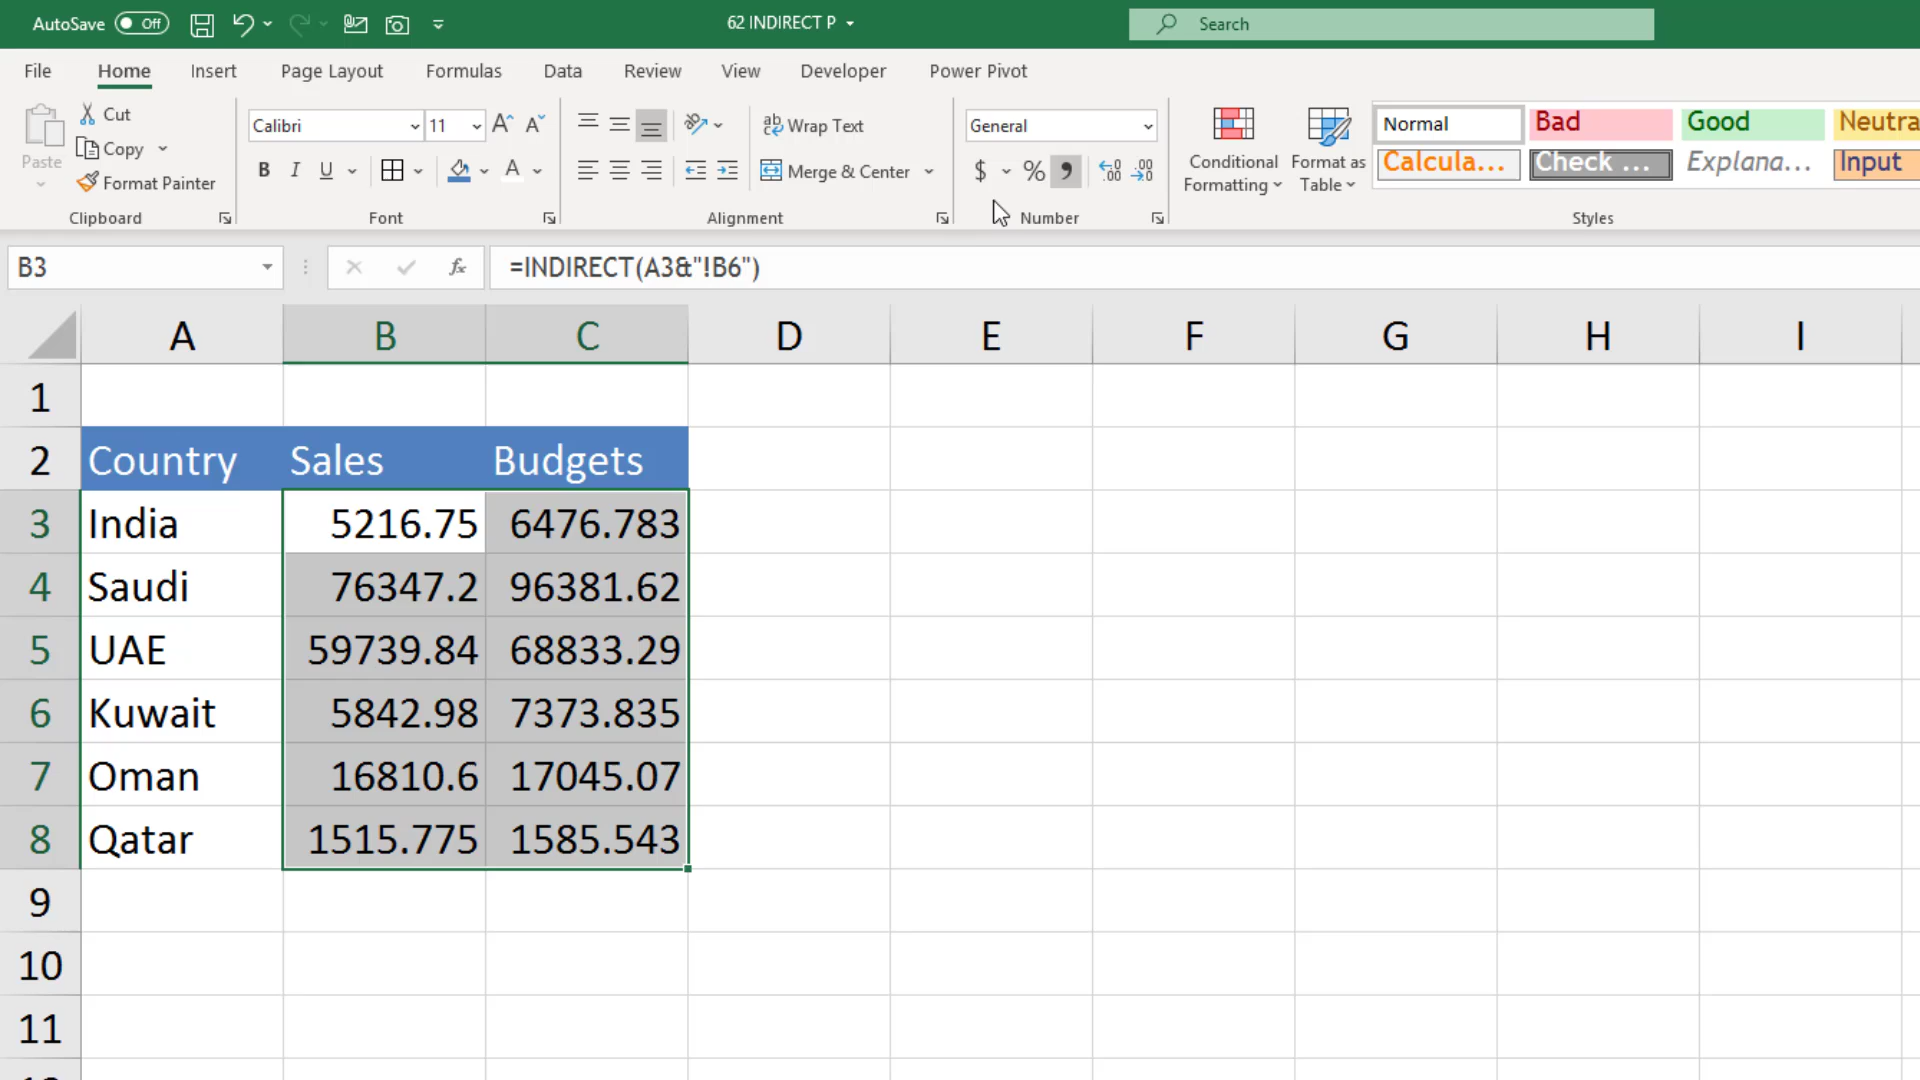 AutoSave Off 62 INDIRECT P Search
File Home Insert Page Layout Formulas Data Review View Developer Power Pivot
Paste Cut Copy Format Painter
Clipboard
Calibri 11
B I U A
Font
Wrap Text
Merge & Center
Alignment
General
$ % ,
Number
Conditional Formatting
Format as Table
Normal Bad Good Neutra
Calcula... Check ... Explana... Input
Styles
B3 fx =INDIRECT(A3&"!B6")
A B C D E F G H I
1
2 Country Sales Budgets
3 India 5216.75 6476.783
4 Saudi 76347.2 96381.62
5 UAE 59739.84 68833.29
6 Kuwait 5842.98 7373.835
7 Oman 16810.6 17045.07
8 Qatar 1515.775 1585.543
9
10
11